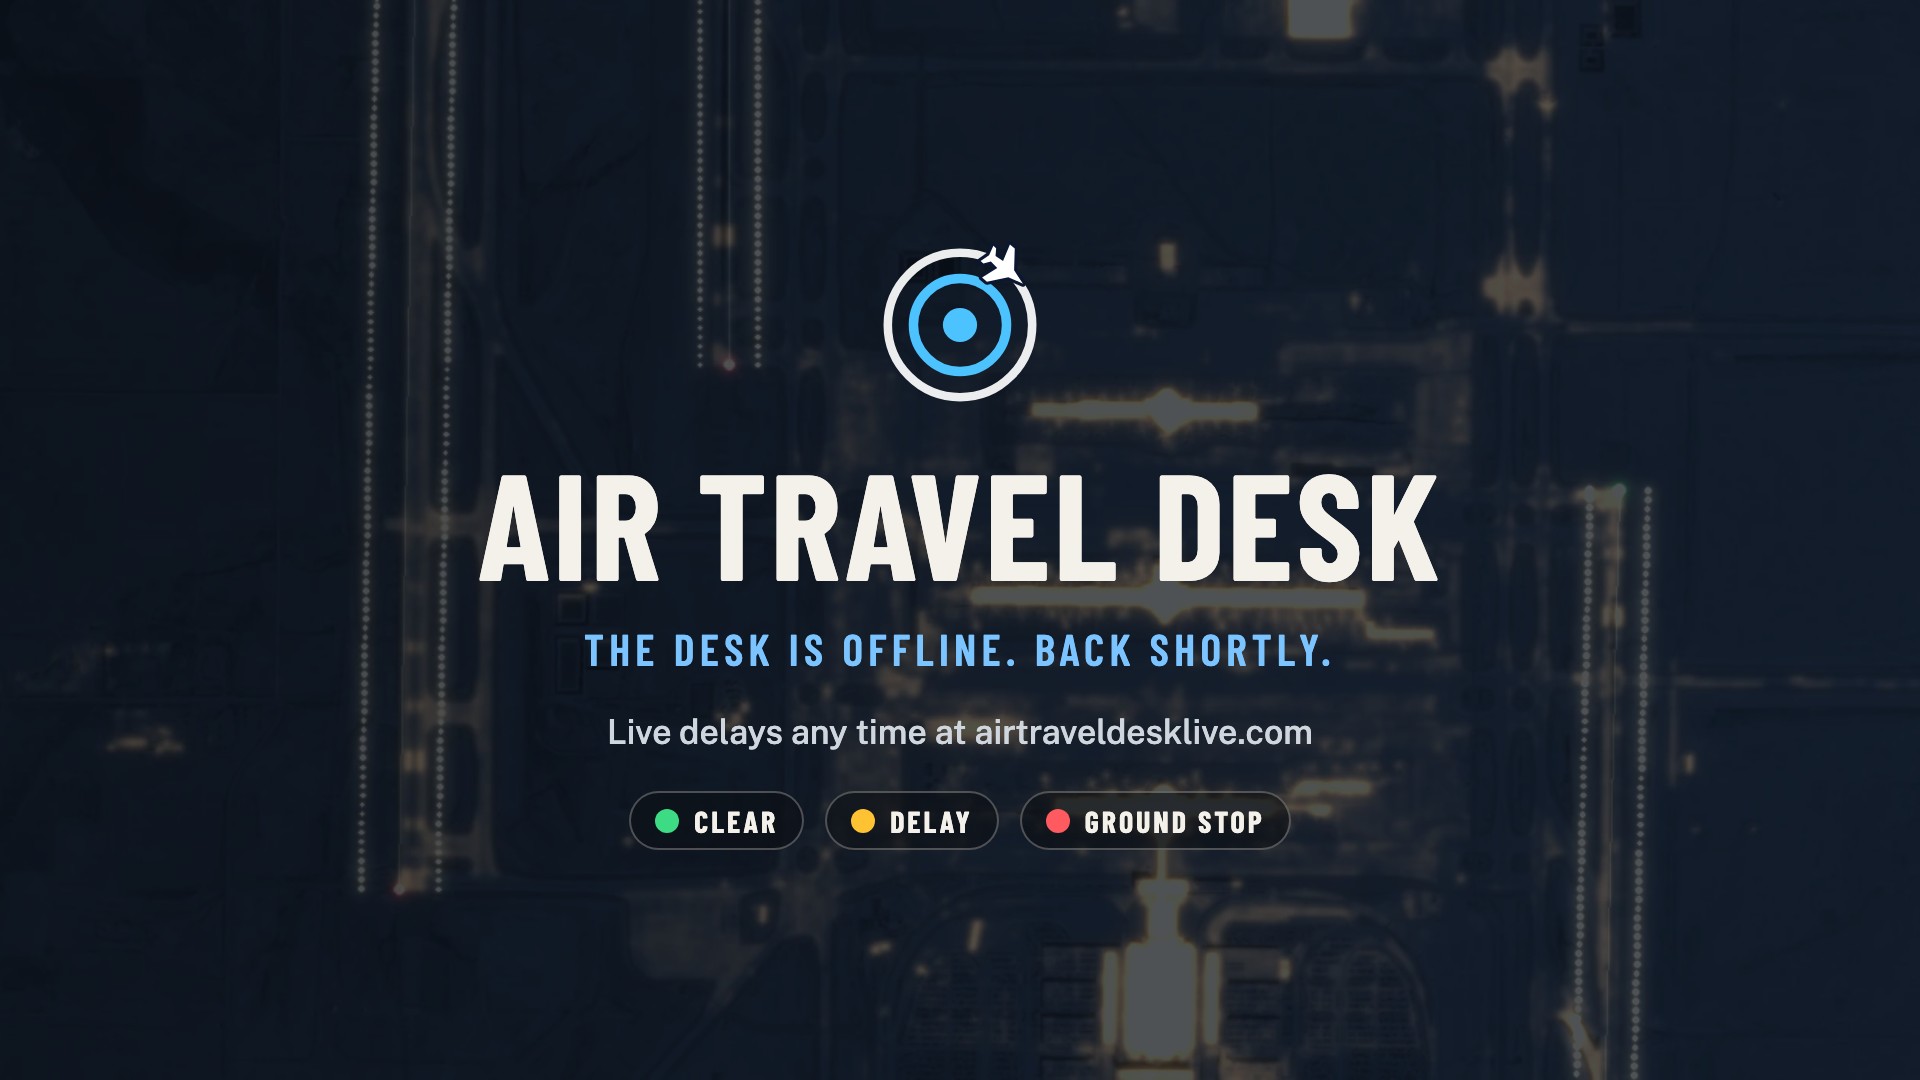 AIR TRAVEL DESK
THE DESK IS OFFLINE. BACK SHORTLY.
Live delays any time at airtraveldesklive.com
CLEAR DELAY GROUND STOP